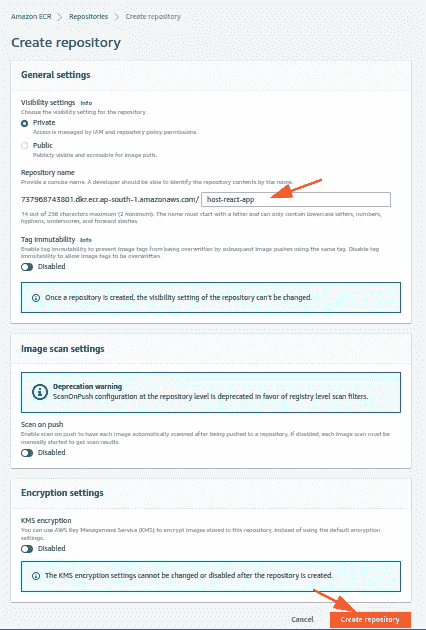 Amazon ECR > Repositories > Create repository
Create repository
General settings
Visibility settings Info
Choose the visibility setting for the repository.
Private
Access is managed by IAM and repository policy permissions.
Public
Publicly visible and accessible for image pulls.
Repository name
Provide a concise name. A developer should be able to identify the repository contents by the name.
737968743801.dkr.ecr.ap-south-1.amazonaws.com/ host-react-app
14 out of 256 characters maximum (2 minimum). The name must start with a letter and can only contain lowercase letters, numbers,
hyphens, underscores, and forward slashes.
Tag immutability Info
Enable tag immutability to prevent image tags from being overwritten by subsequent image pushes using the same tag. Disable tag
immutability to allow image tags to be overwritten.
Disabled
Once a repository is created, the visibility setting of the repository can't be changed.
Image scan settings
Deprecation warning
ScanOnPush configuration at the repository level is deprecated in favor of registry level scan filters.
Scan on push
Enable scan on push to have each image automatically scanned after being pushed to a repository. If disabled, each image scan must be
manually started to get scan results.
Disabled
Encryption settings
KMS encryption
You can use AWS Key Management Service (KMS) to encrypt images stored in this repository, instead of using the default encryption
settings.
Disabled
The KMS encryption settings cannot be changed or disabled after the repository is created.
Cancel Create repository